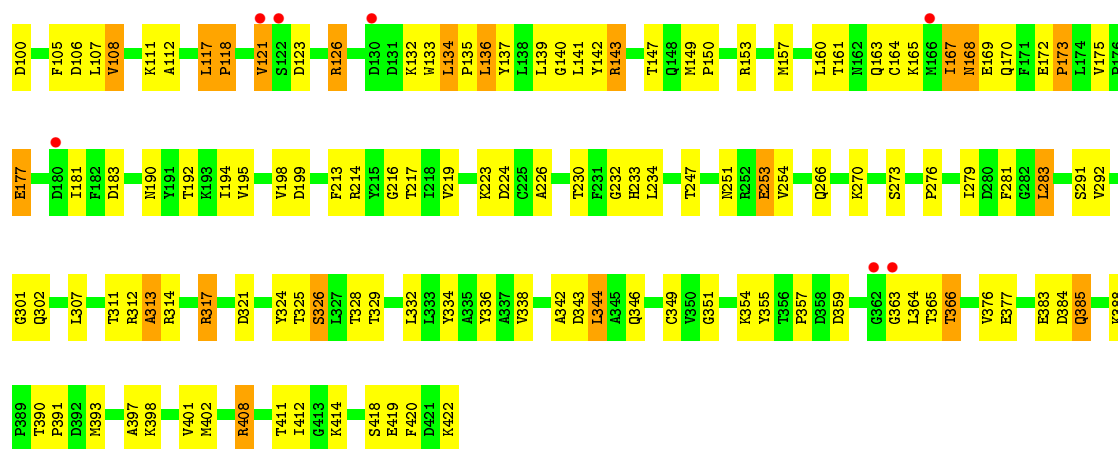 D100 F105 D106 L107 V108 K111 A112 L117 P118 V121 S122 D123 R126 D130 D131 K132 W133 L134 P135 L136 Y137 L138 L139 G140 L141 Y142 R143 T147 Q148 M149 P150 R153 M157 L160 T161 N162 Q163 C164 K165 M166 I167 N168 E169 Q170 F171 E172 P173 L174 V175
E177 D180 I181 F182 D183 N190 Y191 T192 K193 I194 V195 V198 D199 F213 R214 Y215 G216 T217 I218 V219 K223 D224 C225 A226 T230 F231 G232 H233 L234 T247 N251 R252 E253 V254 Q266 K270 S273 P276 I279 D280 F281 G282 L283 S291 V292
G301 Q302 L307 T311 R312 A313 R314 R317 D321 Y324 T325 S326 L327 T328 T329 L332 L333 Y334 A335 Y336 A337 V338 A342 D343 L344 A345 Q346 C349 V350 G351 K354 Y355 T356 P357 D358 D359 G362 G363 L364 T365 T366 V376 E377 E383 D384 Q385
P389 T390 P391 D392 M393 A397 K398 V401 M402 R408 T411 I412 G413 K414 S418 E419 F420 D421 K422